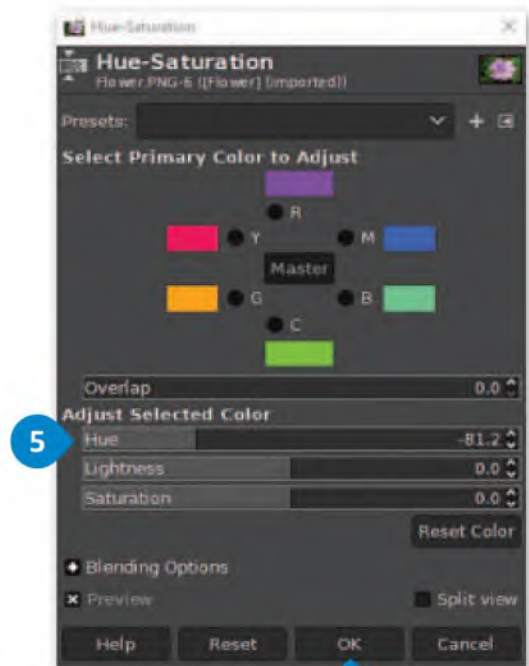 Hue-Saturation
Hue-Saturation
Flower.PNG-6 ([Flower] (imported))
Presets:
Select Primary Color to Adjust
R
Y M
Master
G B
C
Overlap 0.0
Adjust Selected Color
5 Hue -81.2
Lightness 0.0
Saturation 0.0
Reset Color
Blending Options
Preview Split view
Help Reset OK Cancel